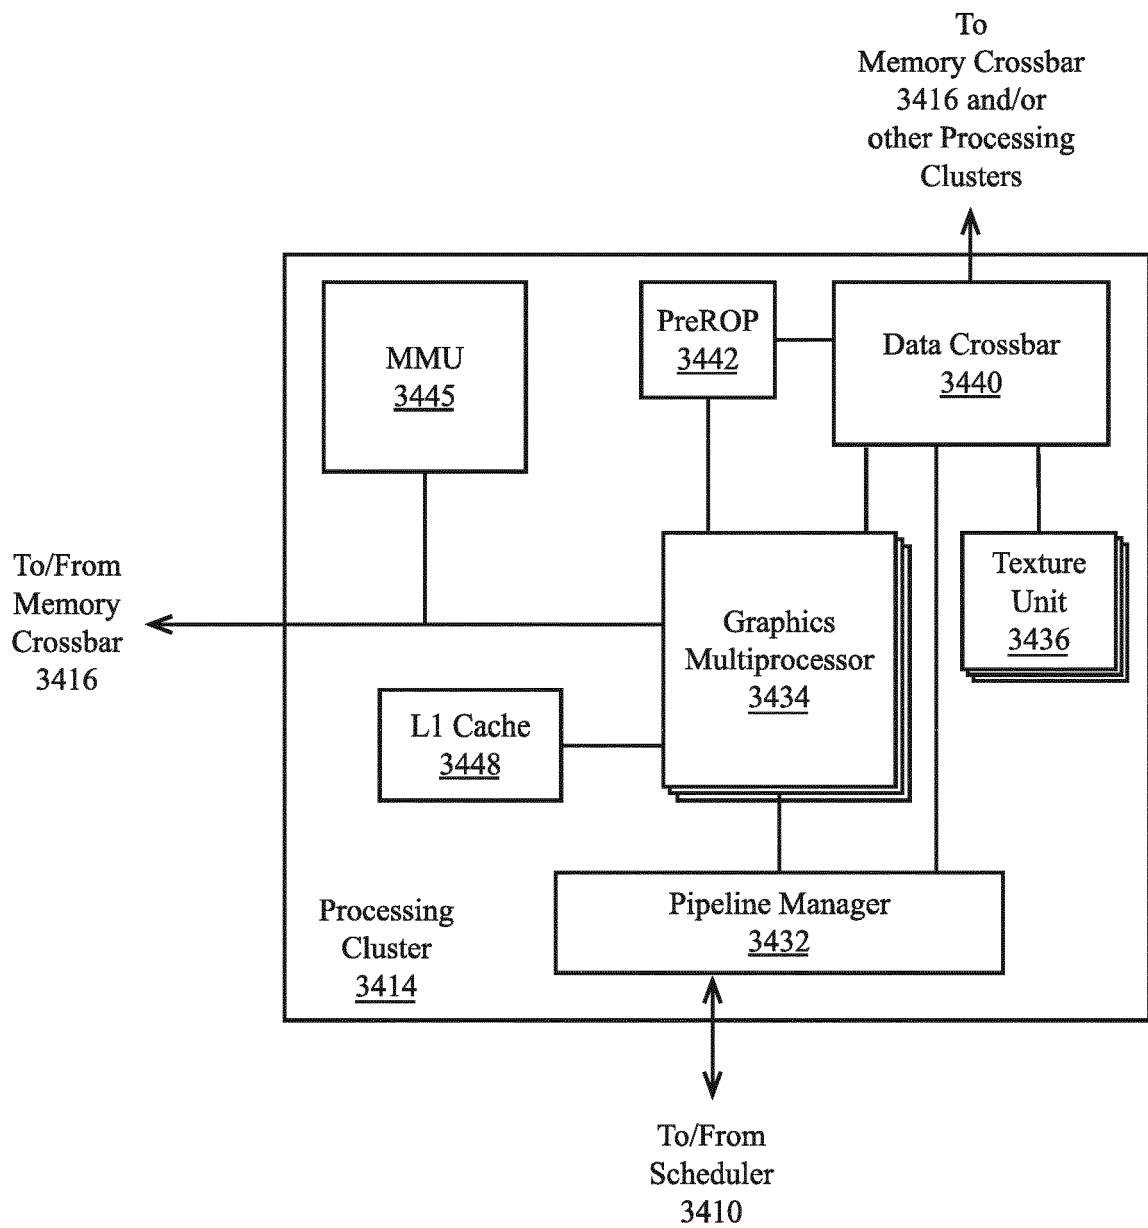 To
Memory Crossbar
3416 and/or
other Processing
Clusters
MMU
3445
PreROP
3442
Data Crossbar
3440
To/From
Memory
Crossbar
3416
Graphics
Multiprocessor
3434
Texture
Unit
3436
L1 Cache
3448
Processing
Cluster
3414
Pipeline Manager
3432
To/From
Scheduler
3410